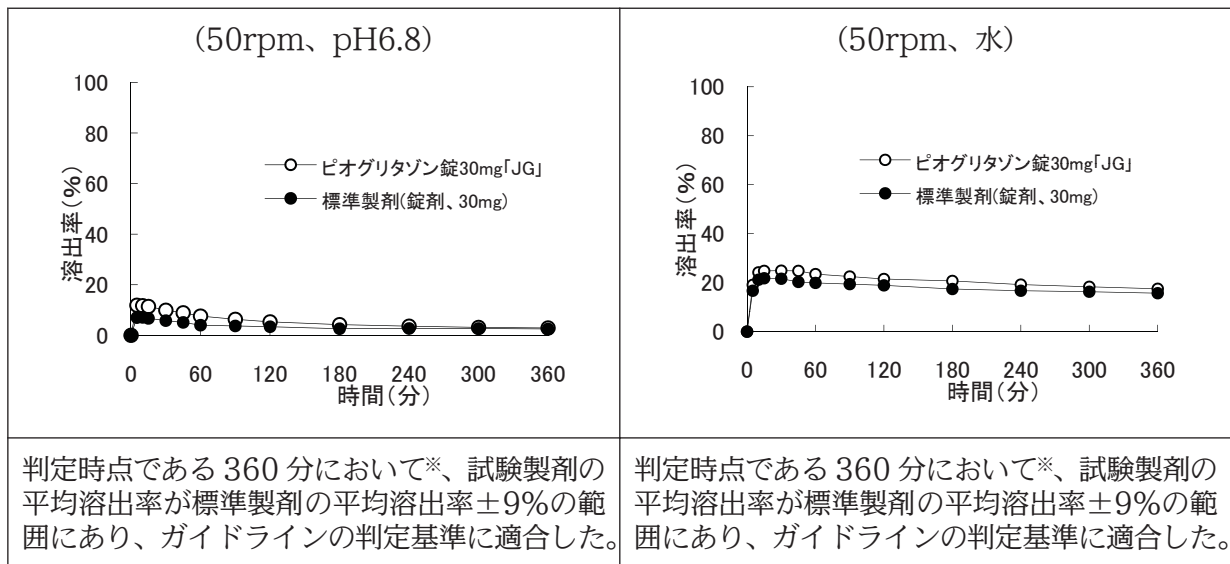 (50rpm、pH6.8)
100
80
60
40
20
0
溶出率(%)
ピオグリタゾン錠30mg「JG」
標準製剤(錠剤、30mg)
0 60 120 180 240 300 360
時間(分)
判定時点である 360 分において※、試験製剤の
平均溶出率が標準製剤の平均溶出率±9%の範
囲にあり、ガイドラインの判定基準に適合した。
(50rpm、水)
100
80
60
40
20
0
溶出率(%)
ピオグリタゾン錠30mg「JG」
標準製剤(錠剤、30mg)
0 60 120 180 240 300 360
時間(分)
判定時点である 360 分において※、試験製剤の
平均溶出率が標準製剤の平均溶出率±9%の範
囲にあり、ガイドラインの判定基準に適合した。